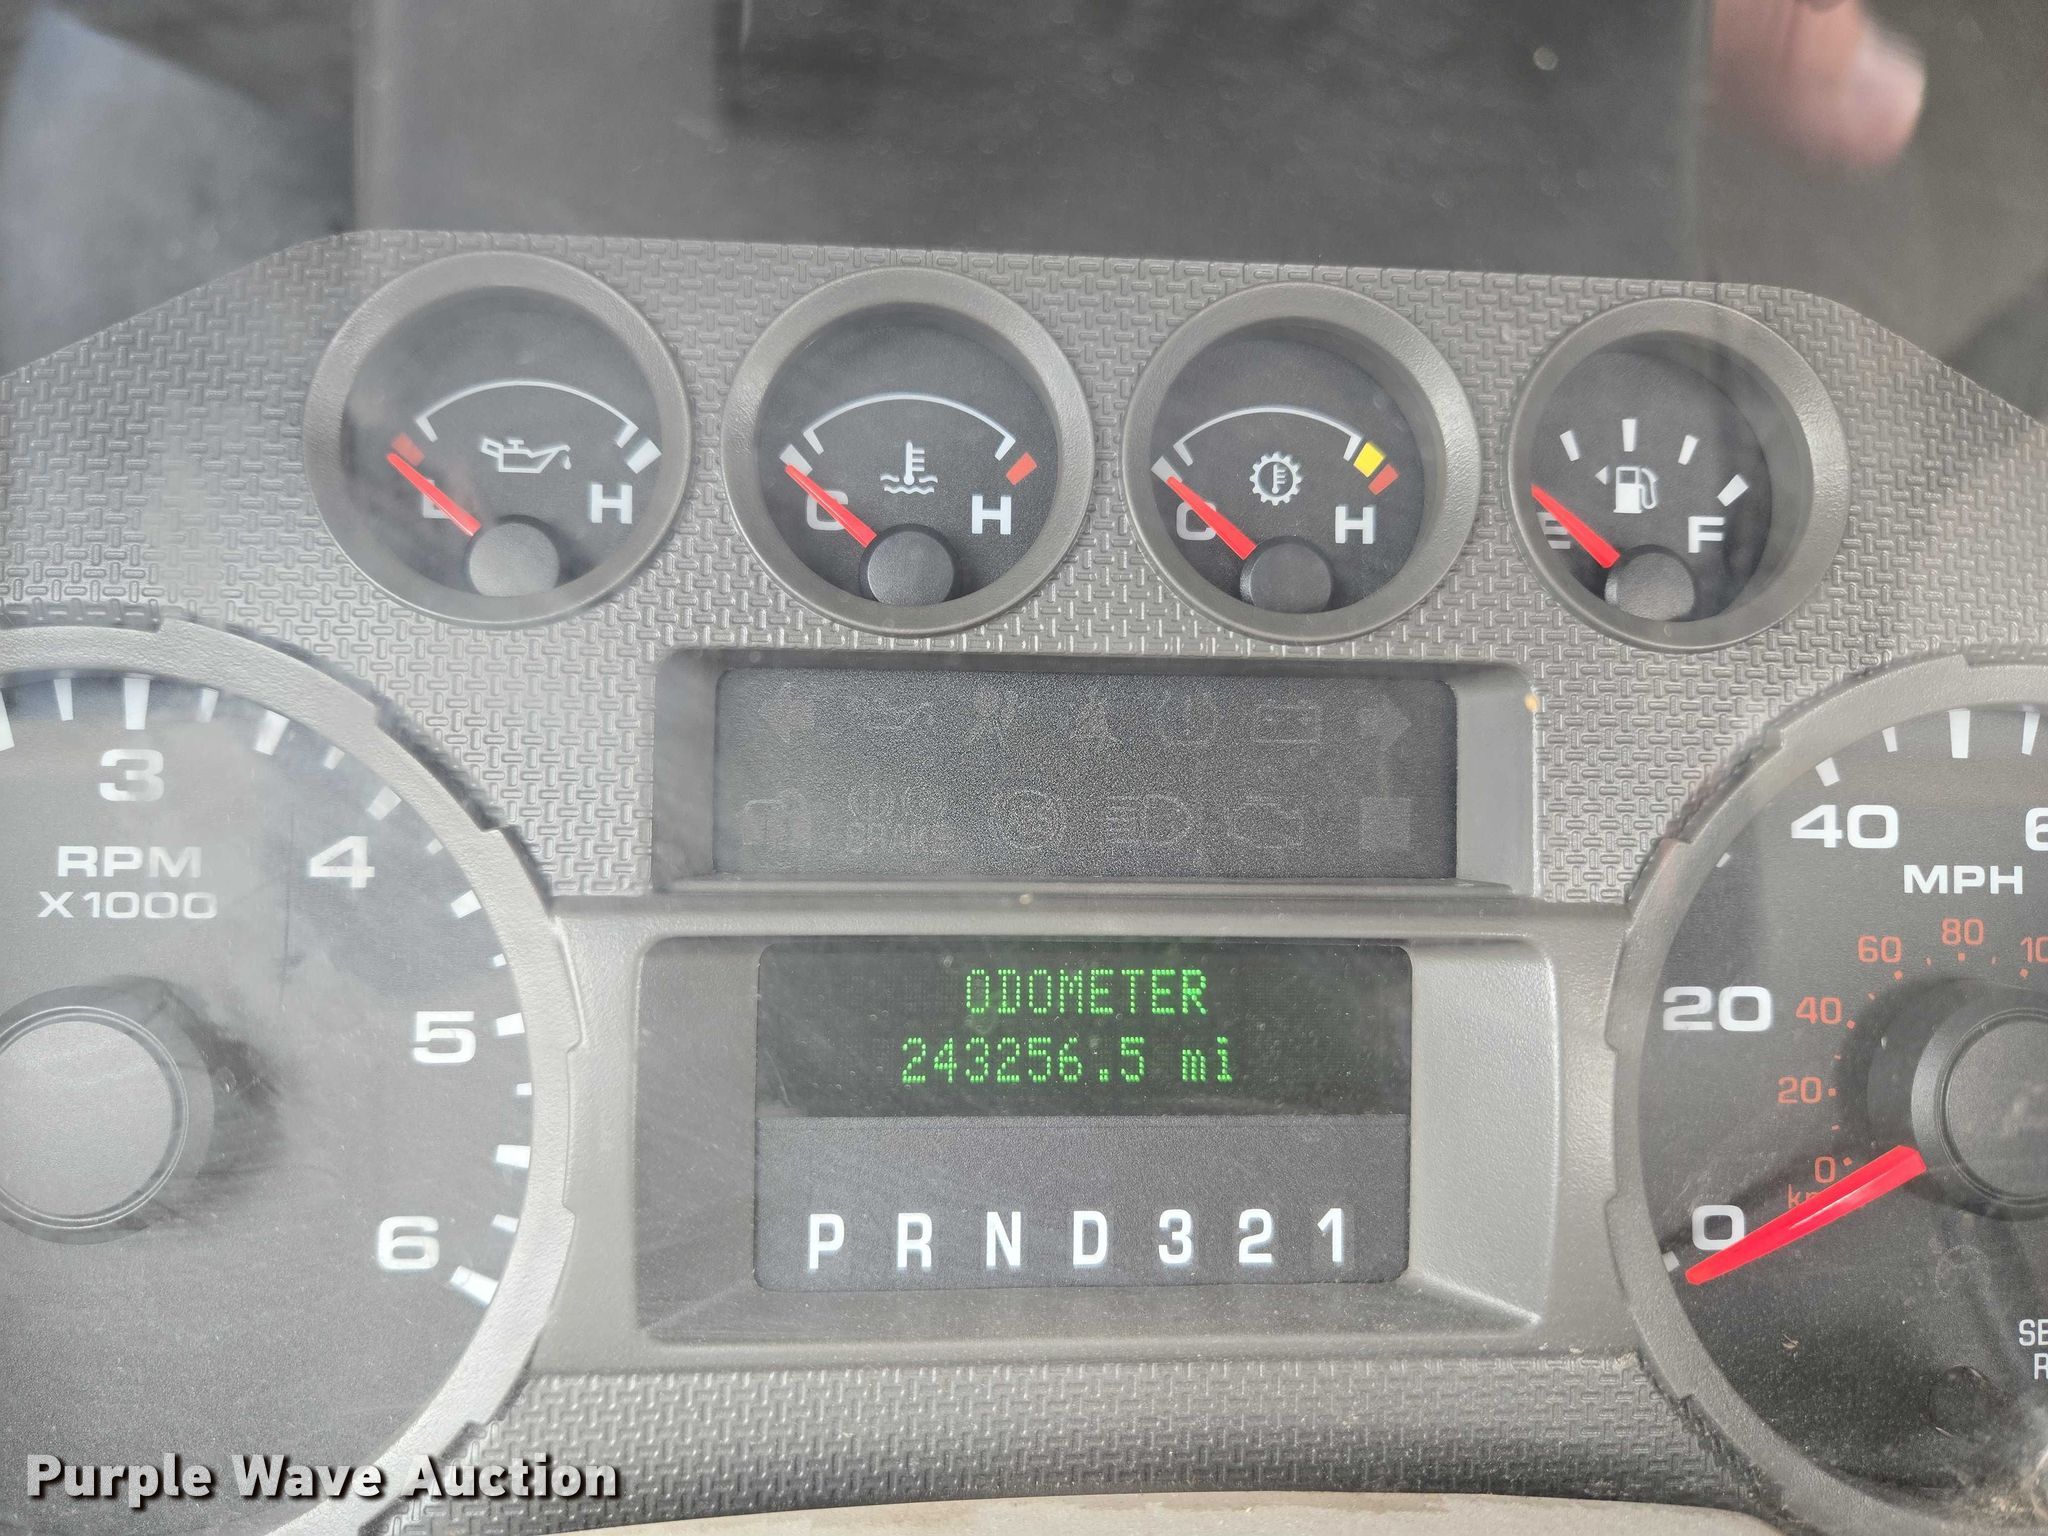 H
C H
C H
E F
3
4
5
6
RPM
X1000
ODOMETER
243256.5 mi
P R N D 3 2 1
40
20
0
MPH
60 80
40
20
0
Purple Wave Auction